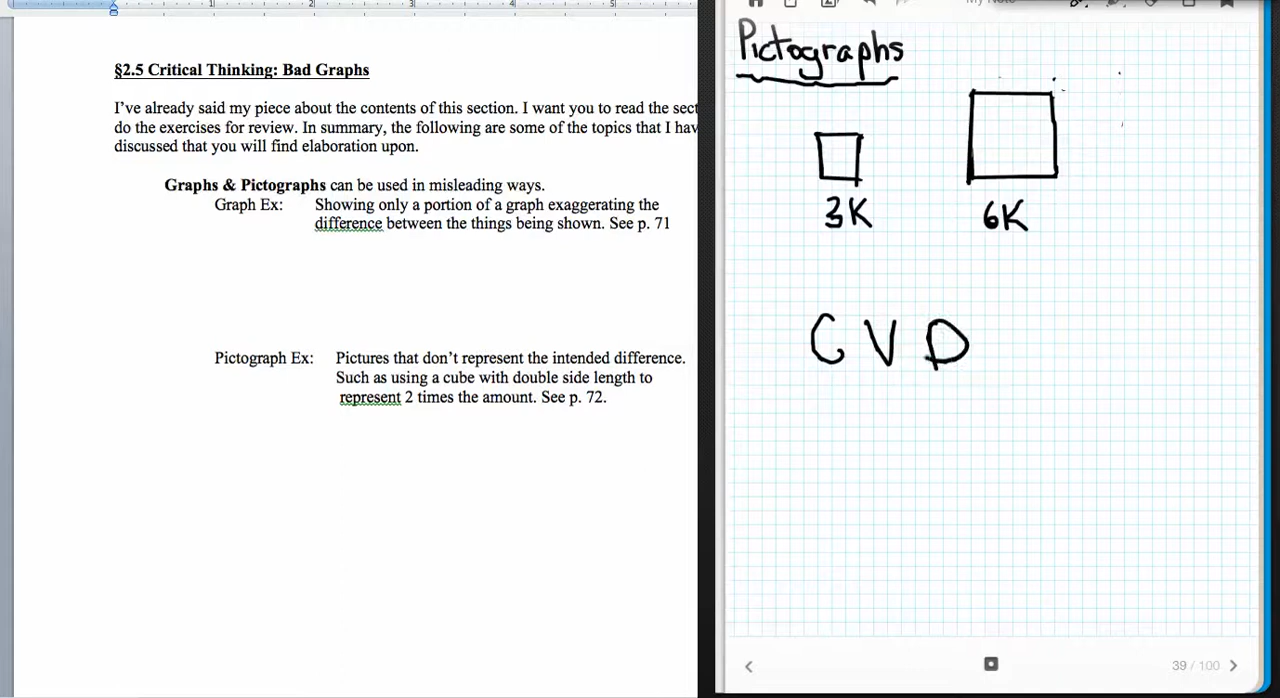 §2.5 Critical Thinking: Bad Graphs
I've already said my piece about the contents of this section. I want you to read the sect
do the exercises for review. In summary, the following are some of the topics that I hav
discussed that you will find elaboration upon.
Graphs & Pictographs can be used in misleading ways.
Graph Ex: Showing only a portion of a graph exaggerating the
difference between the things being shown. See p. 71
Pictograph Ex: Pictures that don't represent the intended difference.
Such as using a cube with double side length to
represent 2 times the amount. See p. 72.
Pictographs
3K 6K
C V D
39 / 100